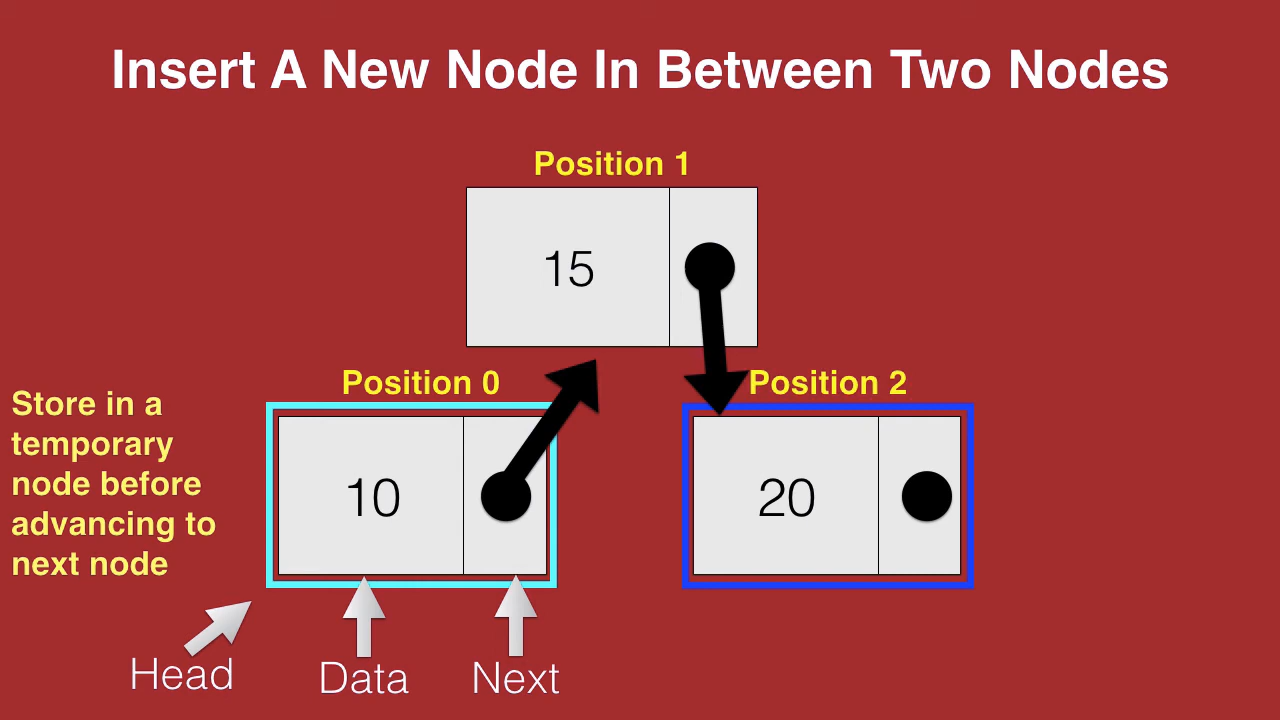 Insert A New Node In Between Two Nodes
Position 1
15
Position 0
Position 2
Store in a
temporary
node before
advancing to
next node
10
20
Head
Data
Next